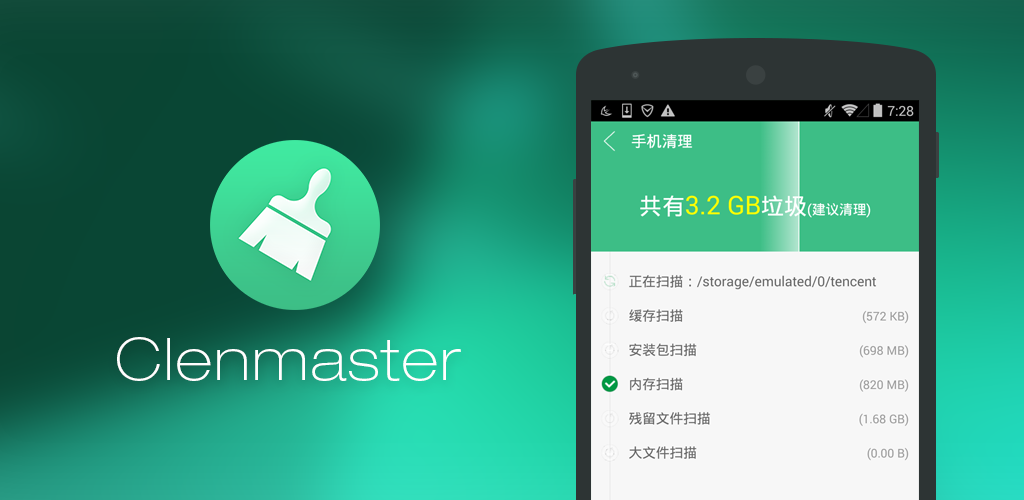 Clenmaster
7:28
手机清理
共有3.2 GB垃圾(建议清理)
正在扫描：/storage/emulated/0/tencent
缓存扫描 (572 KB)
安装包扫描 (698 MB)
内存扫描 (820 MB)
残留文件扫描 (1.68 GB)
大文件扫描 (0.00 B)